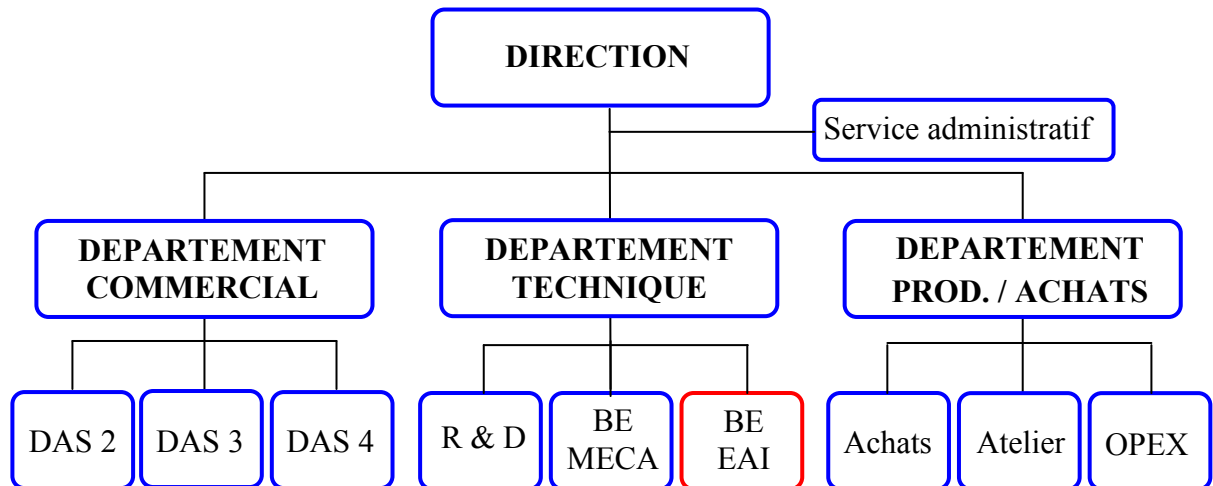 DIRECTION
Service administratif
DEPARTEMENT
COMMERCIAL
DEPARTEMENT
TECHNIQUE
DEPARTEMENT
PROD. / ACHATS
DAS 2
DAS 3
DAS 4
R & D
BE
MECA
BE
EAI
Achats
Atelier
OPEX